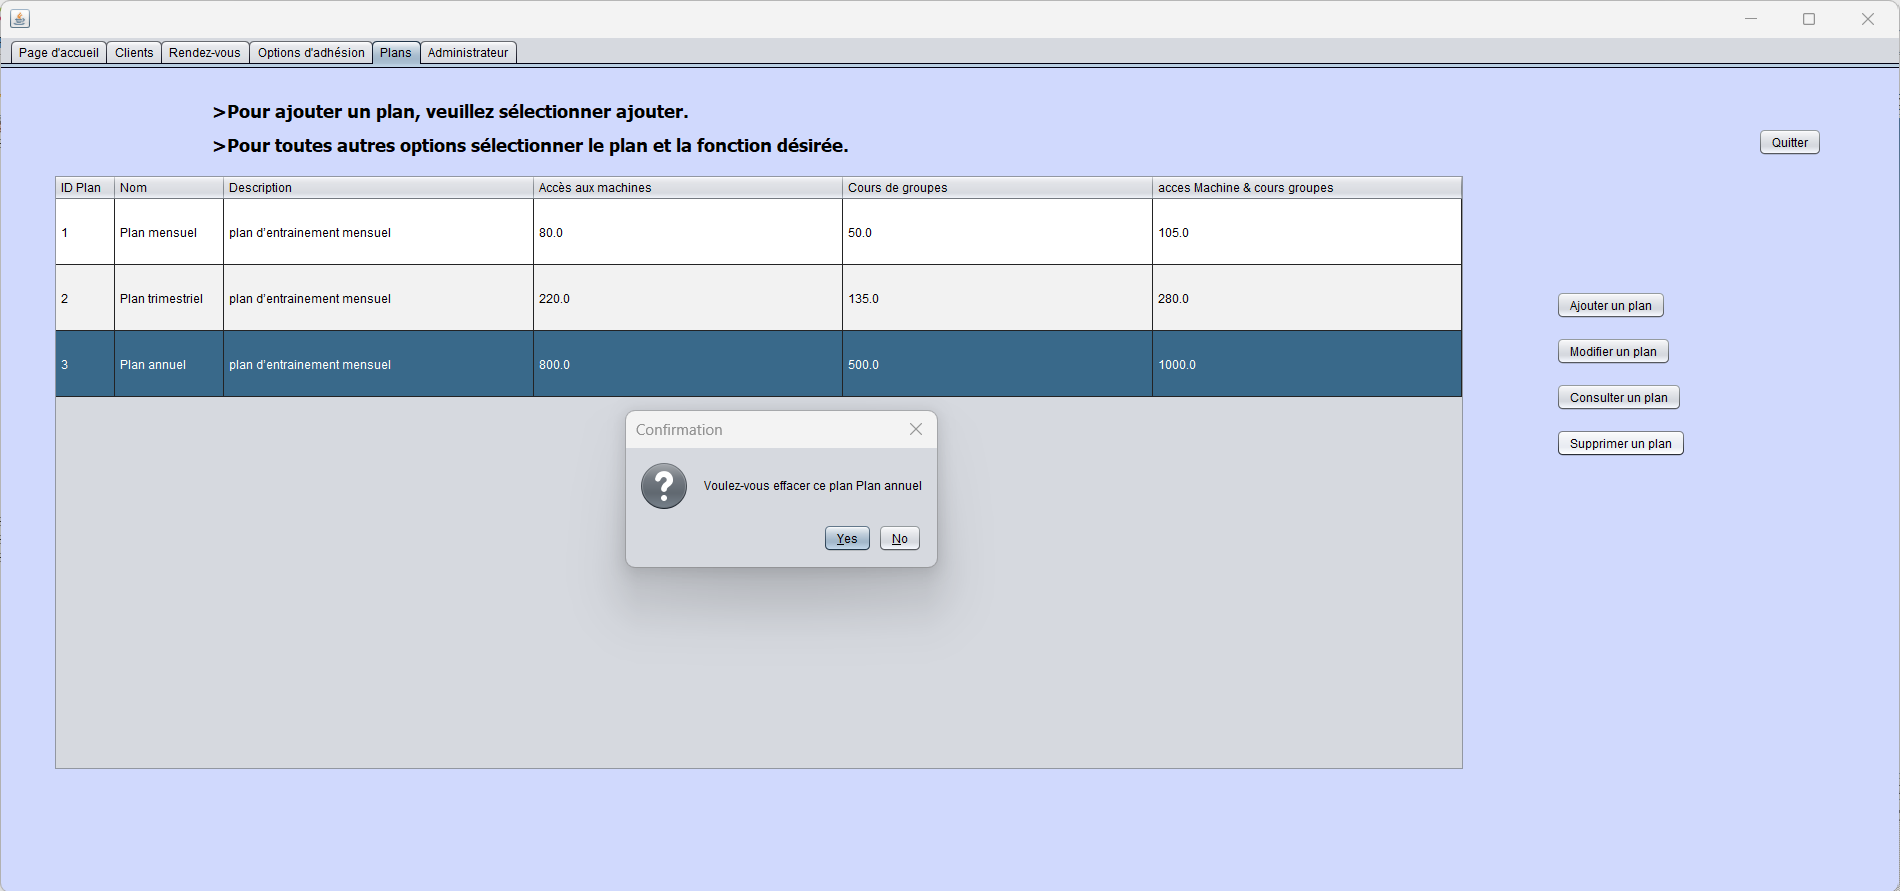 Page d'accueil Clients Rendez-vous Options d'adhésion Plans Administrateur
>Pour ajouter un plan, veuillez sélectionner ajouter.
>Pour toutes autres options sélectionner le plan et la fonction désirée.
Quitter
ID Plan Nom Description Accès aux machines Cours de groupes acces Machine & cours groupes
1 Plan mensuel plan d'entrainement mensuel 80.0 50.0 105.0
2 Plan trimestriel plan d'entrainement mensuel 220.0 135.0 280.0
3 Plan annuel plan d'entrainement mensuel 800.0 500.0 1000.0
Ajouter un plan
Modifier un plan
Consulter un plan
Supprimer un plan
Confirmation
Voulez-vous effacer ce plan Plan annuel
Yes No